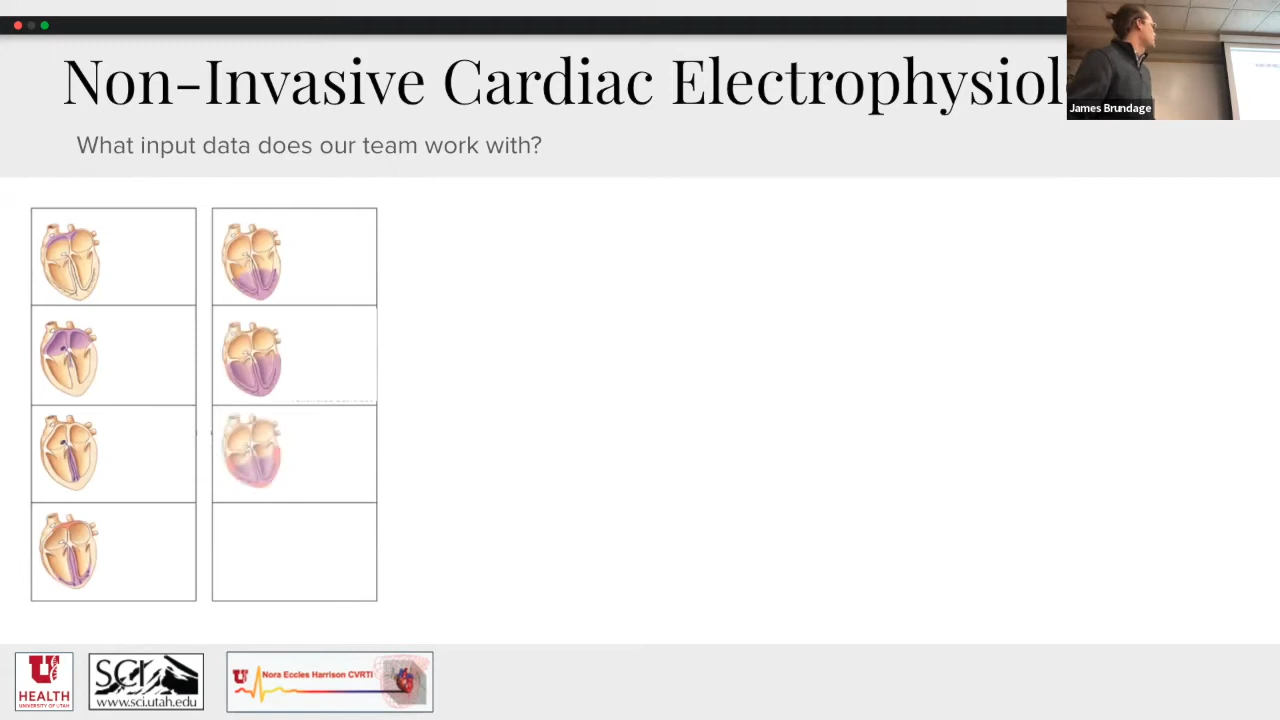 Non-Invasive Cardiac Electrophysiol
James Brundage
What input data does our team work with?
U
HEALTH
UNIVERSITY OF UTAH
SCI
www.sci.utah.edu
U
Nora Eccles Harrison CVRTI